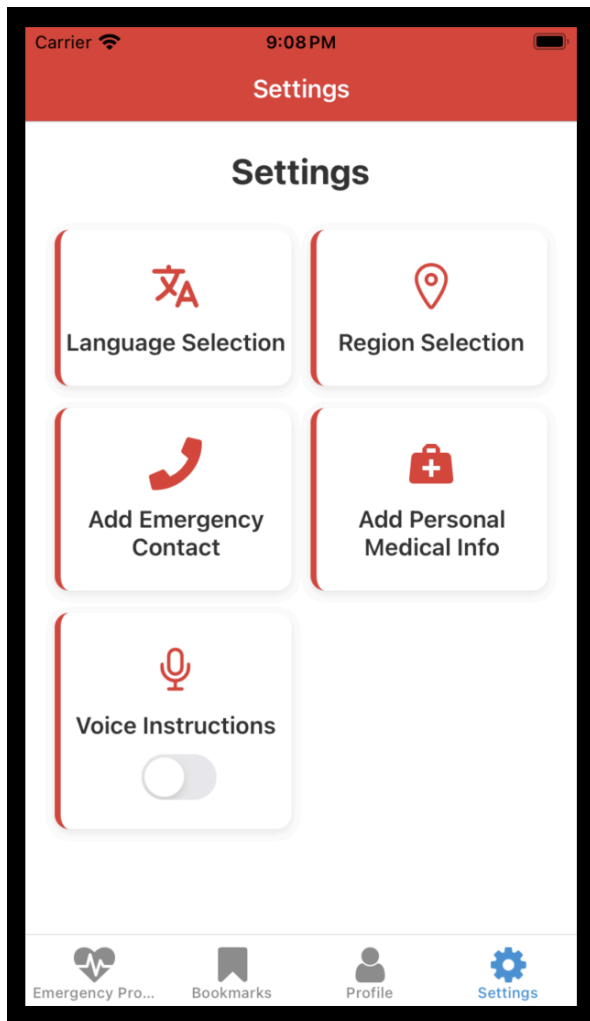 Carrier 9:08 PM
Settings
Settings
Language Selection
Region Selection
Add Emergency
Contact
Add Personal
Medical Info
Voice Instructions
Emergency Pro... Bookmarks Profile Settings